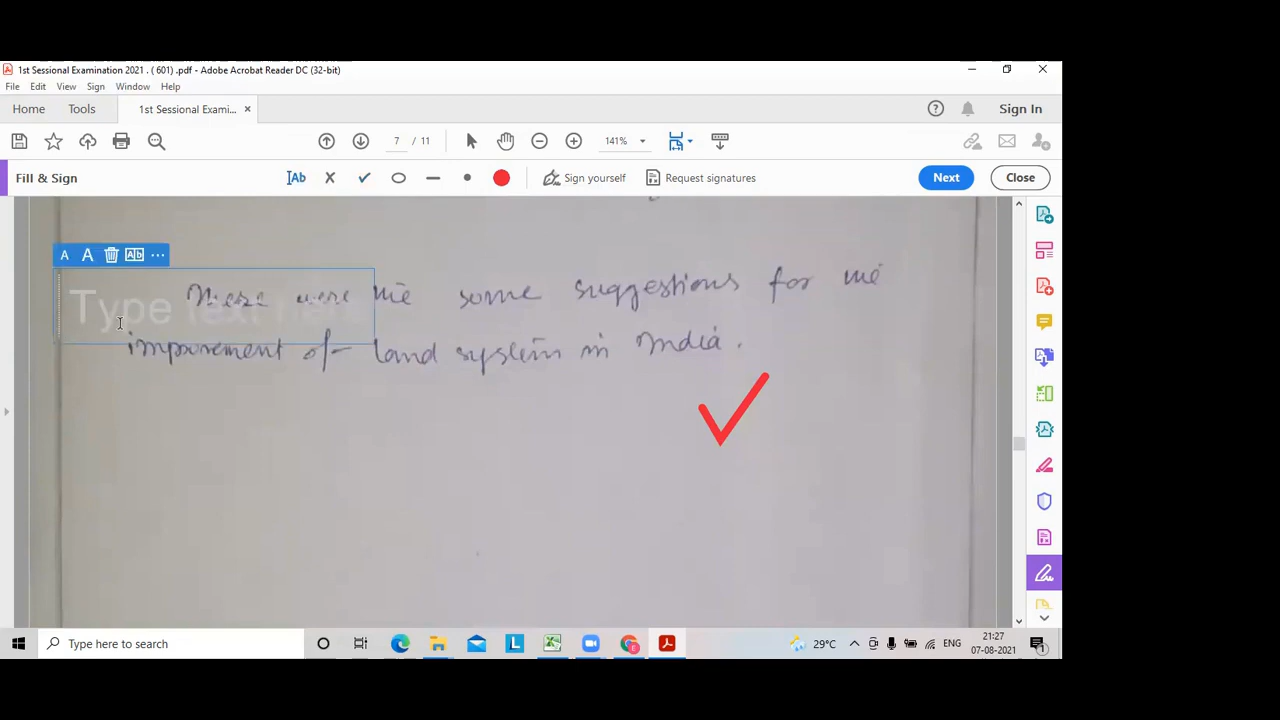 1st Sessional Examination 2021 . ( 601) .pdf - Adobe Acrobat Reader DC (32-bit)
File Edit View Sign Window Help
Home Tools 1st Sessional Exami... Sign In
7 / 11 141%
Fill & Sign Ab Sign yourself Request signatures Next Close
A A Ab
These were the some suggestions for the
Type text here
imporement of land system in India.
Type here to search 29°C ENG 21:27
07-08-2021